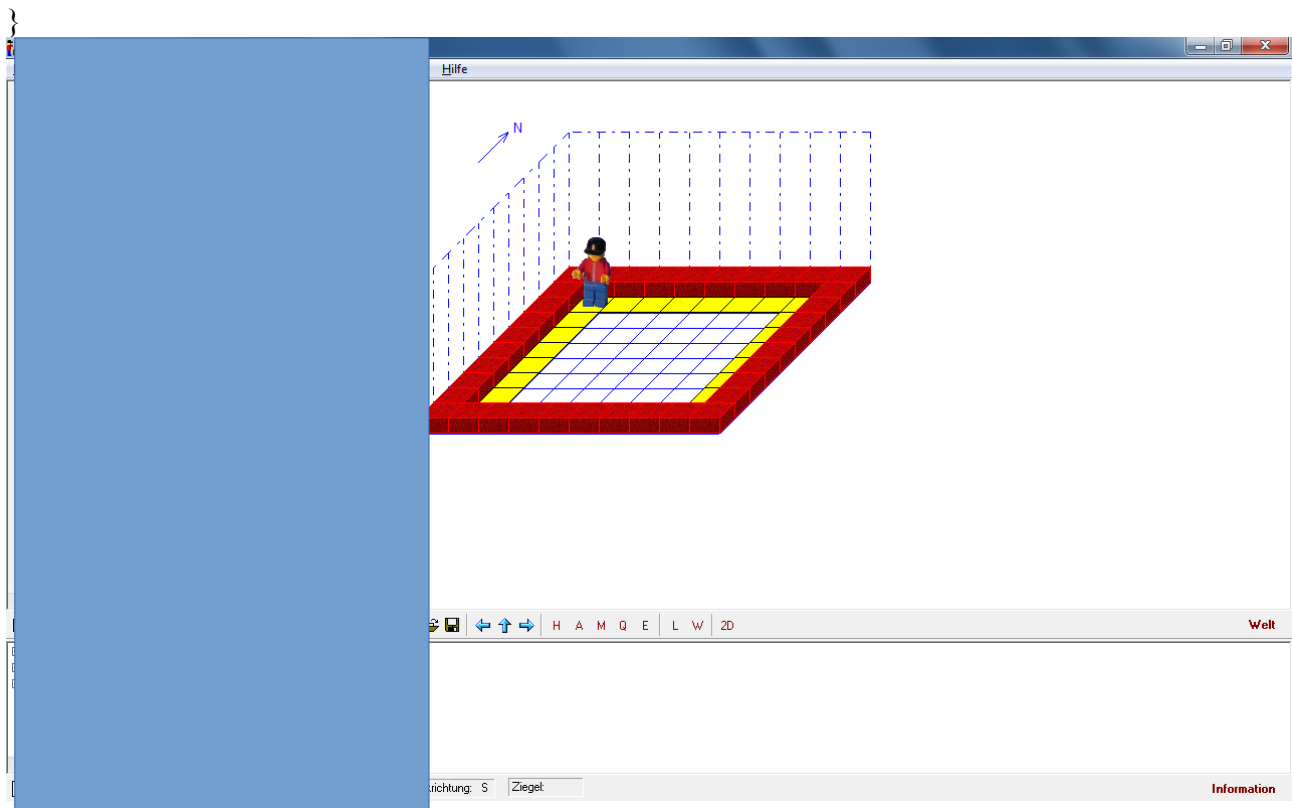 }
Hilfe
N
H A M Q E L W 2D
Welt
richtung: S Ziegel:
Information